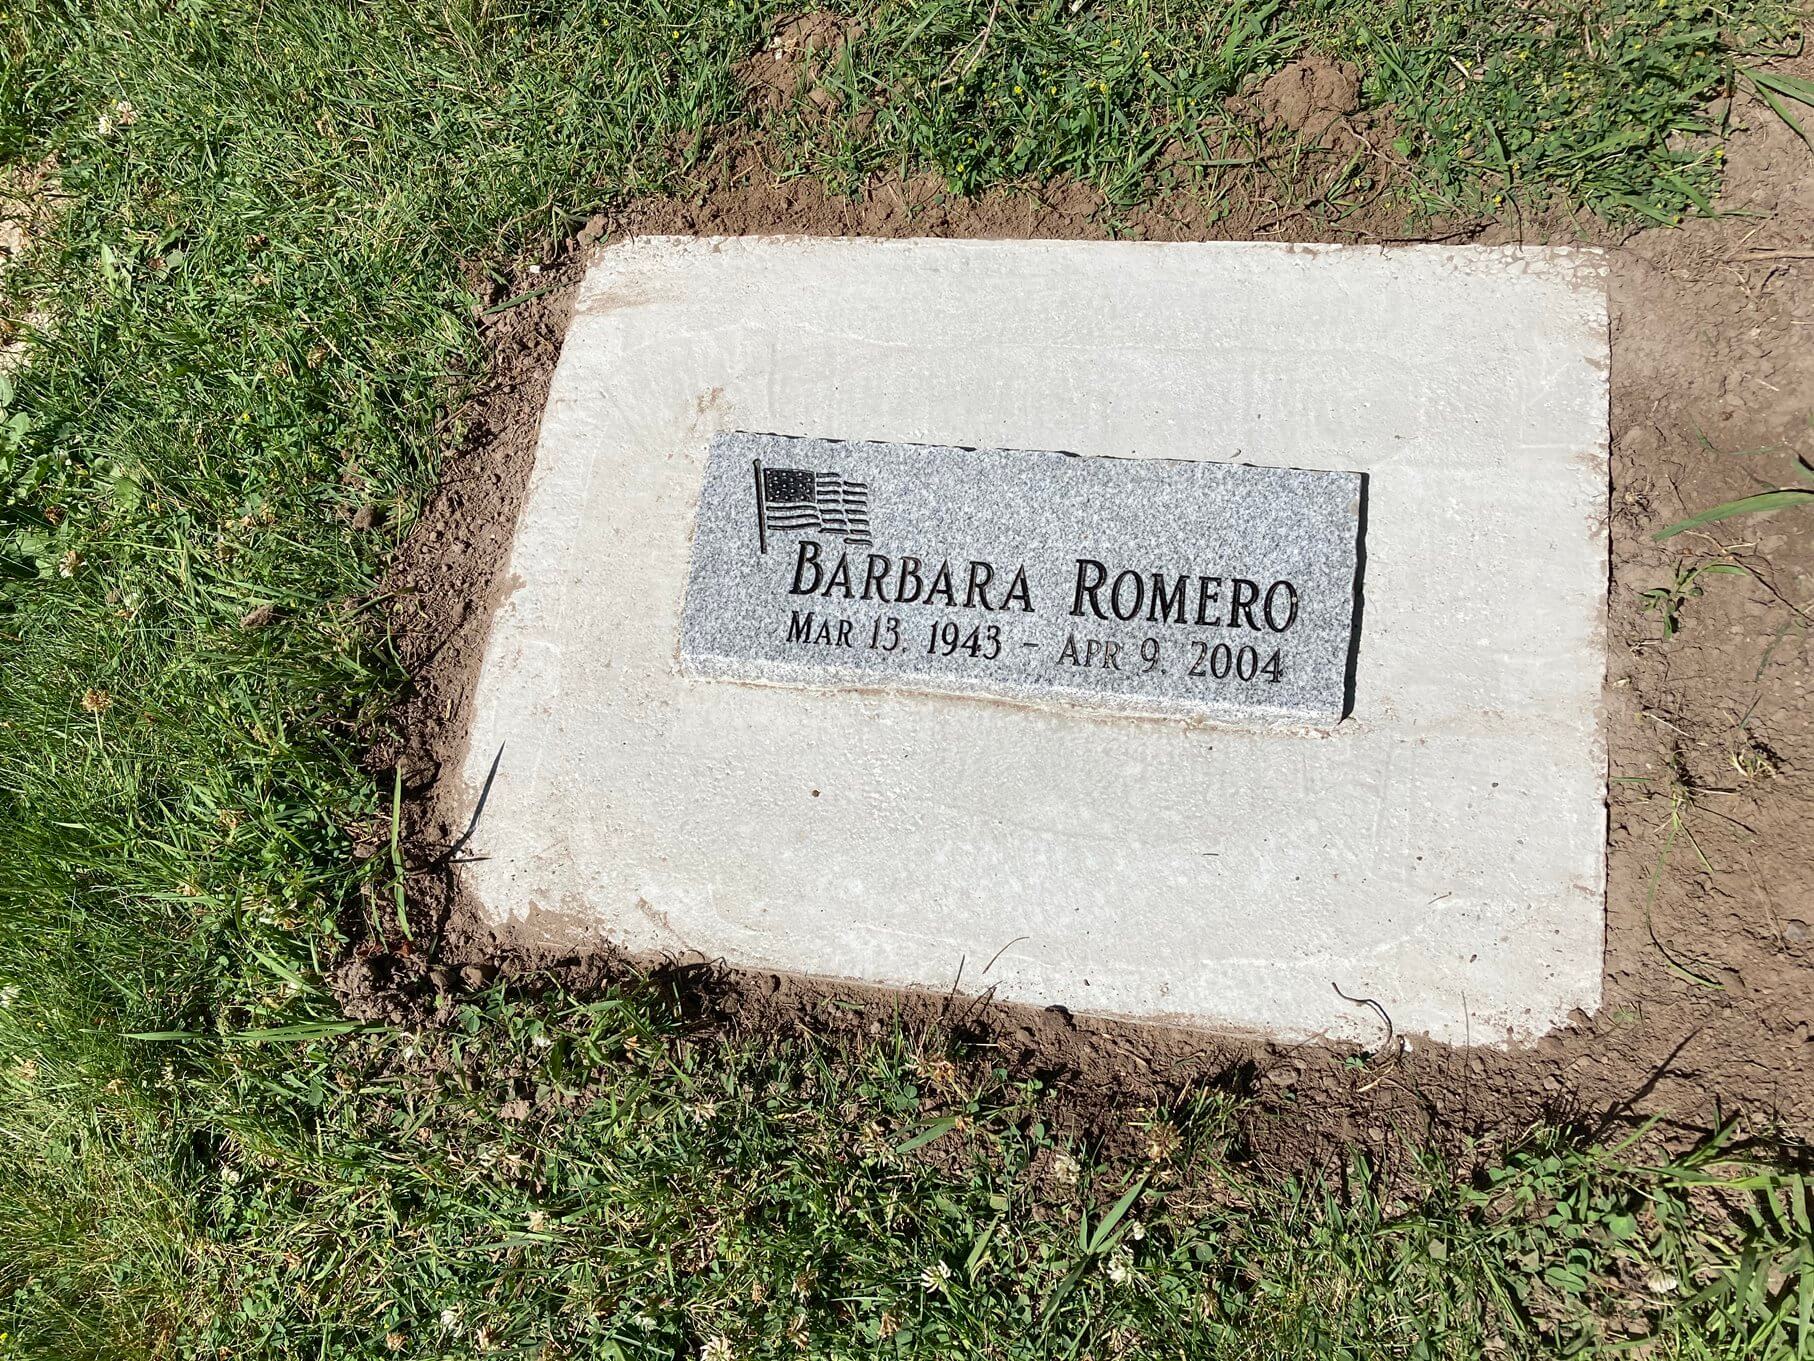 BARBARA ROMERO
MAR 13, 1943 - APR 9, 2004